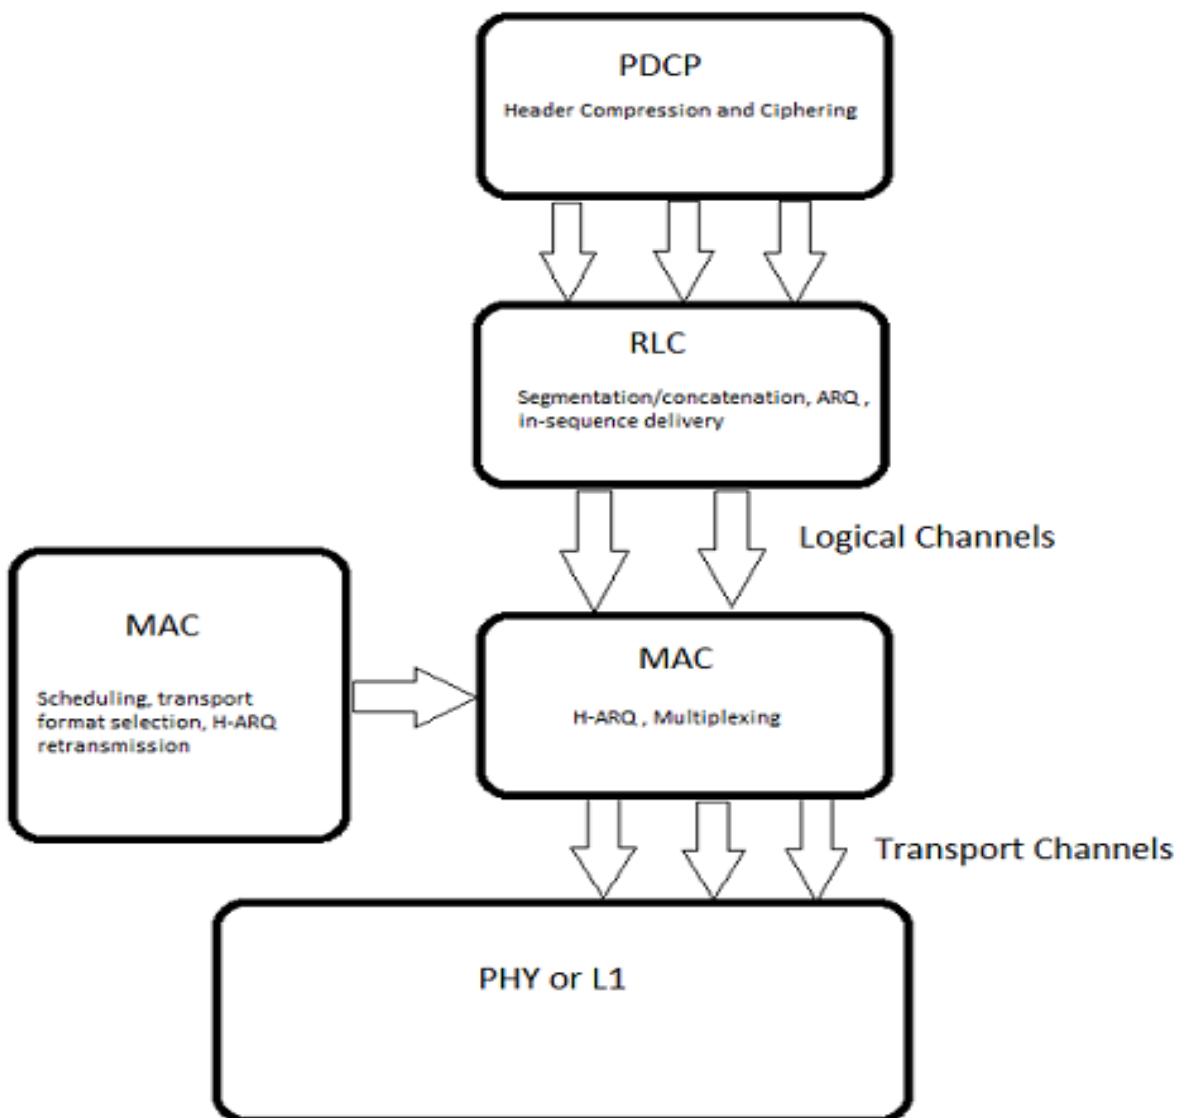 PDCP
Header Compression and Ciphering
RLC
Segmentation/concatenation, ARQ ,
in-sequence delivery
Logical Channels
MAC
Scheduling, transport
format selection, H-ARQ
retransmission
MAC
H-ARQ , Multiplexing
Transport Channels
PHY or L1